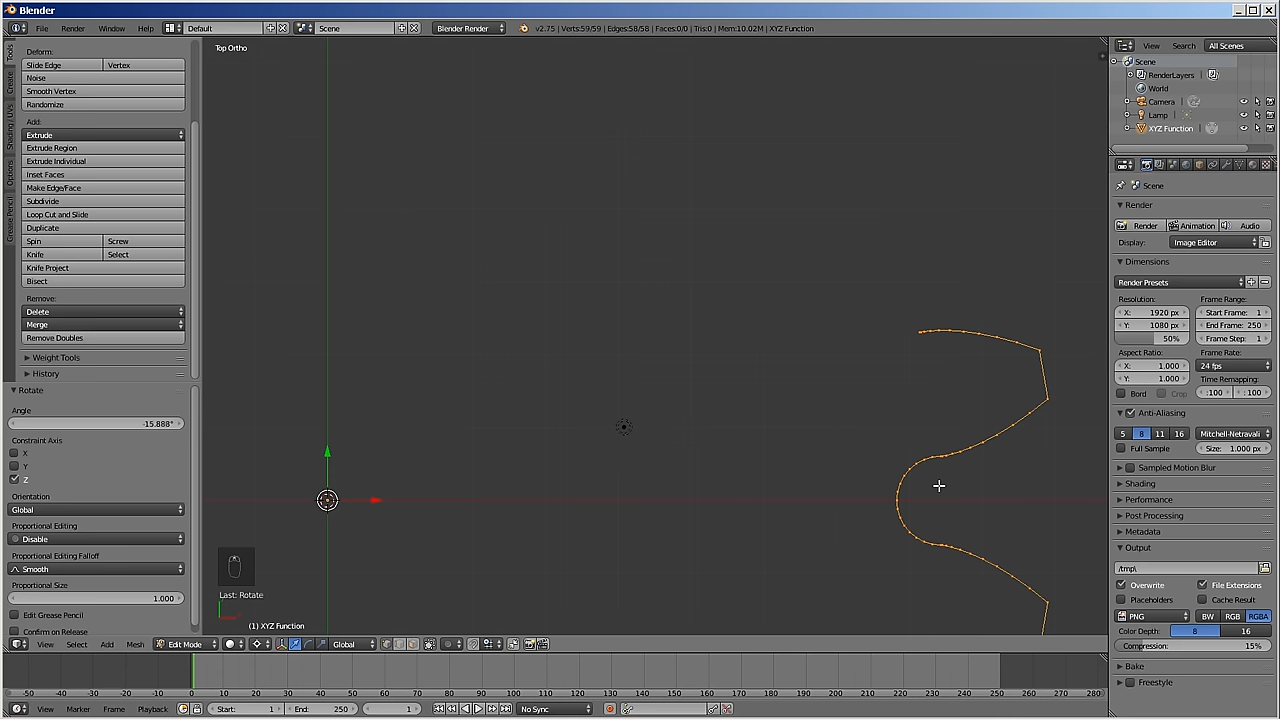 Blender
File Render Window Help Default Scene Blender Render v2.75 | Verts:59/59 | Edges:58/58 | Faces:0/0 | Tris:0 | Mem:10.02M | XYZ Function
Tools
Create
Shading / UVs
Options
Grease Pencil
Deform:
Slide Edge Vertex
Noise
Smooth Vertex
Randomize
Add:
Extrude
Extrude Region
Extrude Individual
Inset Faces
Make Edge/Face
Subdivide
Loop Cut and Slide
Duplicate
Spin Screw
Knife Select
Knife Project
Bisect
Remove:
Delete
Merge
Remove Doubles
Weight Tools
History
Rotate
Angle
-15.888°
Constraint Axis
X
Y
Z
Orientation
Global
Proportional Editing
Disable
Proportional Editing Falloff
Smooth
Proportional Size
1.000
Edit Grease Pencil
Confirm on Release
Top Ortho
Last: Rotate
(1) XYZ Function
View Select Add Mesh Edit Mode Global
View Search All Scenes
Scene
RenderLayers
World
Camera
Lamp
XYZ Function
Scene
Render
Render Animation Audio
Display: Image Editor
Dimensions
Render Presets
Resolution: Frame Range:
X: 1920 px Start Frame: 1
Y: 1080 px End Frame: 250
50% Frame Step: 1
Aspect Ratio: Frame Rate:
X: 1.000 24 fps
Y: 1.000 Time Remapping:
Bord Crop :100 :100
Anti-Aliasing
5 8 11 16 Mitchell-Netravali
Full Sample Size: 1.000 px
Sampled Motion Blur
Shading
Performance
Post Processing
Metadata
Output
/tmp\
Overwrite File Extensions
Placeholders Cache Result
PNG BW RGB RGBA
Color Depth: 8 16
Compression: 15%
Bake
Freestyle
-50 -40 -30 -20 -10 0 10 20 30 40 50 60 70 80 90 100 110 120 130 140 150 160 170 180 190 200 210 220 230 240 250 260 270 280
View Marker Frame Playback Start: 1 End: 250 1 No Sync